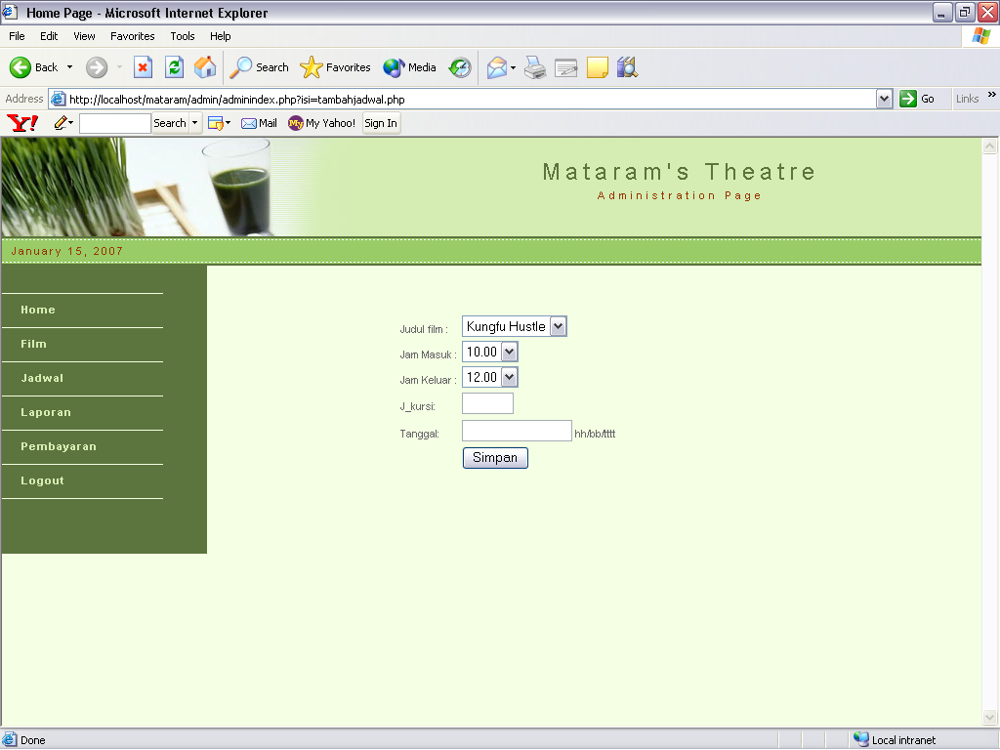 Home Page - Microsoft Internet Explorer
File Edit View Favorites Tools Help
Back Search Favorites Media
Address http://localhost/mataram/admin/adminindex.php?isi=tambahjadwal.php Go Links »
Y! Search Mail My My Yahoo! Sign In
Mataram's Theatre
Administration Page
January 15, 2007
Home
Film
Jadwal
Laporan
Pembayaran
Logout
Judul film : Kungfu Hustle
Jam Masuk : 10.00
Jam Keluar : 12.00
J_kursi:
Tanggal: hh/bb/tttt
Simpan
Done Local intranet